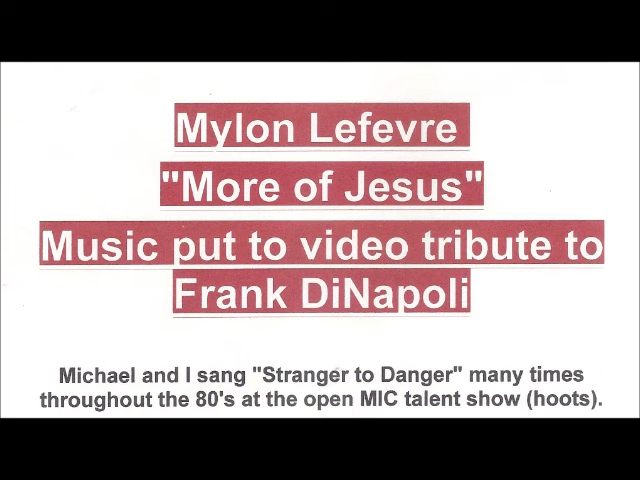 Mylon Lefevre
"More of Jesus"
Music put to video tribute to
Frank DiNapoli
Michael and I sang "Stranger to Danger" many times
throughout the 80's at the open MIC talent show (hoots).